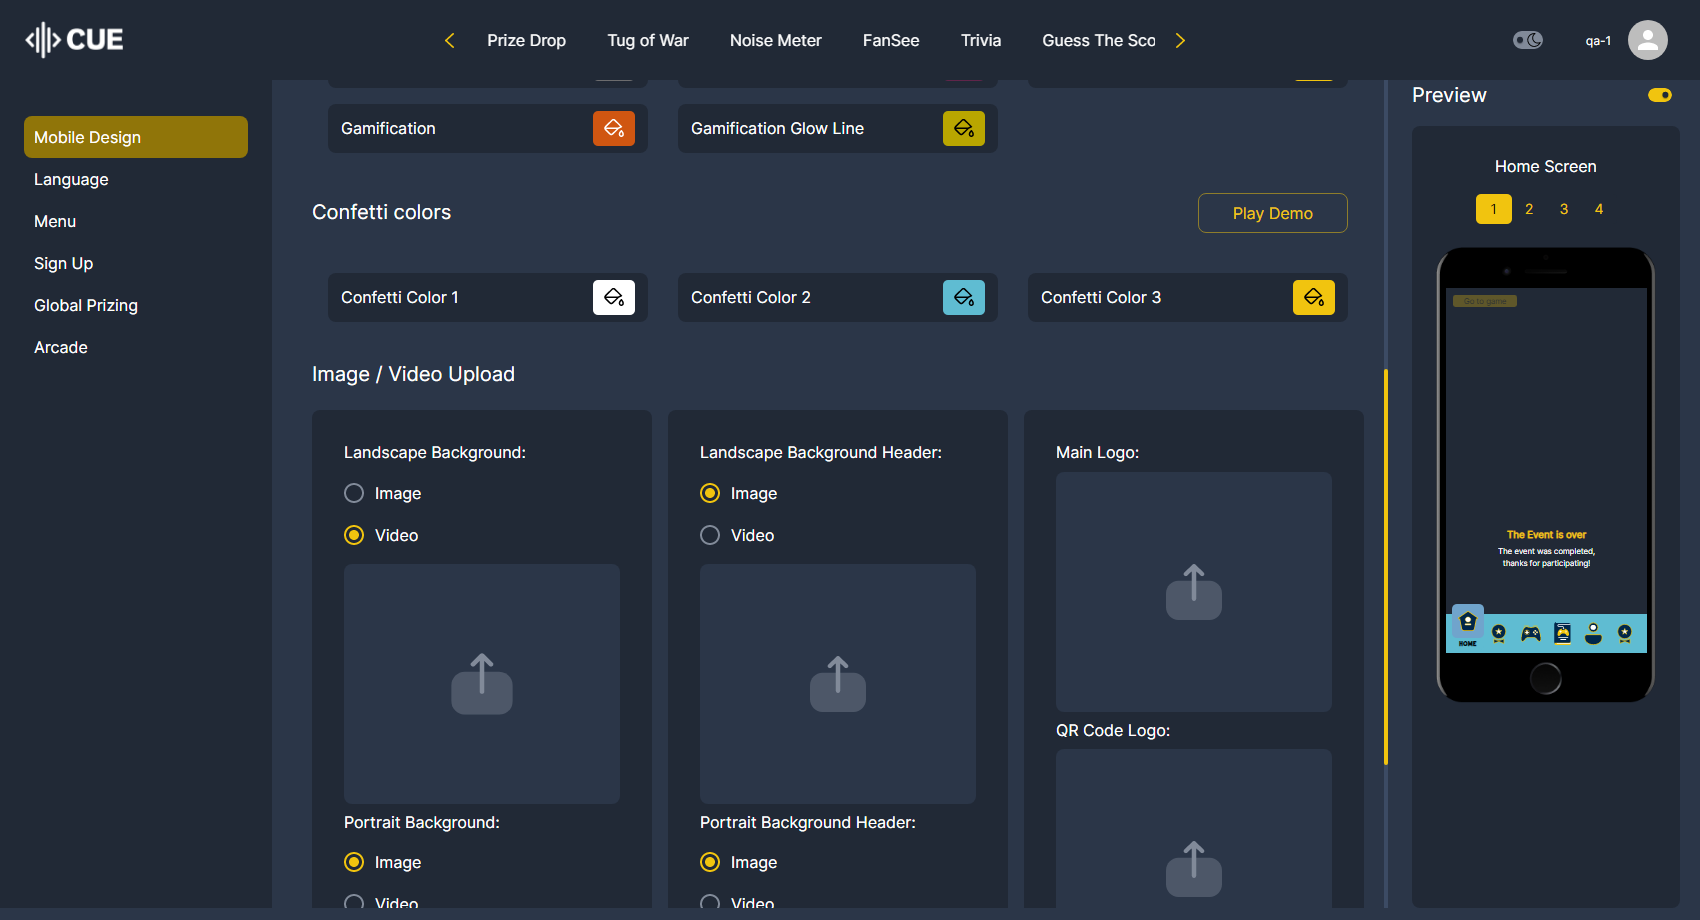 CUE
Prize Drop
Tug of War
Noise Meter
FanSee
Trivia
Guess The Sco
qa-1
Mobile Design
Language
Menu
Sign Up
Global Prizing
Arcade
Gamification
Gamification Glow Line
Confetti colors
Play Demo
Confetti Color 1
Confetti Color 2
Confetti Color 3
Image / Video Upload
Landscape Background:
Image
Video
Portrait Background:
Image
Video
Landscape Background Header:
Image
Video
Portrait Background Header:
Image
Video
Main Logo:
QR Code Logo:
Preview
Home Screen
1 2 3 4
Go to game
The Event is over
The event was completed,
thanks for participating!
HOME